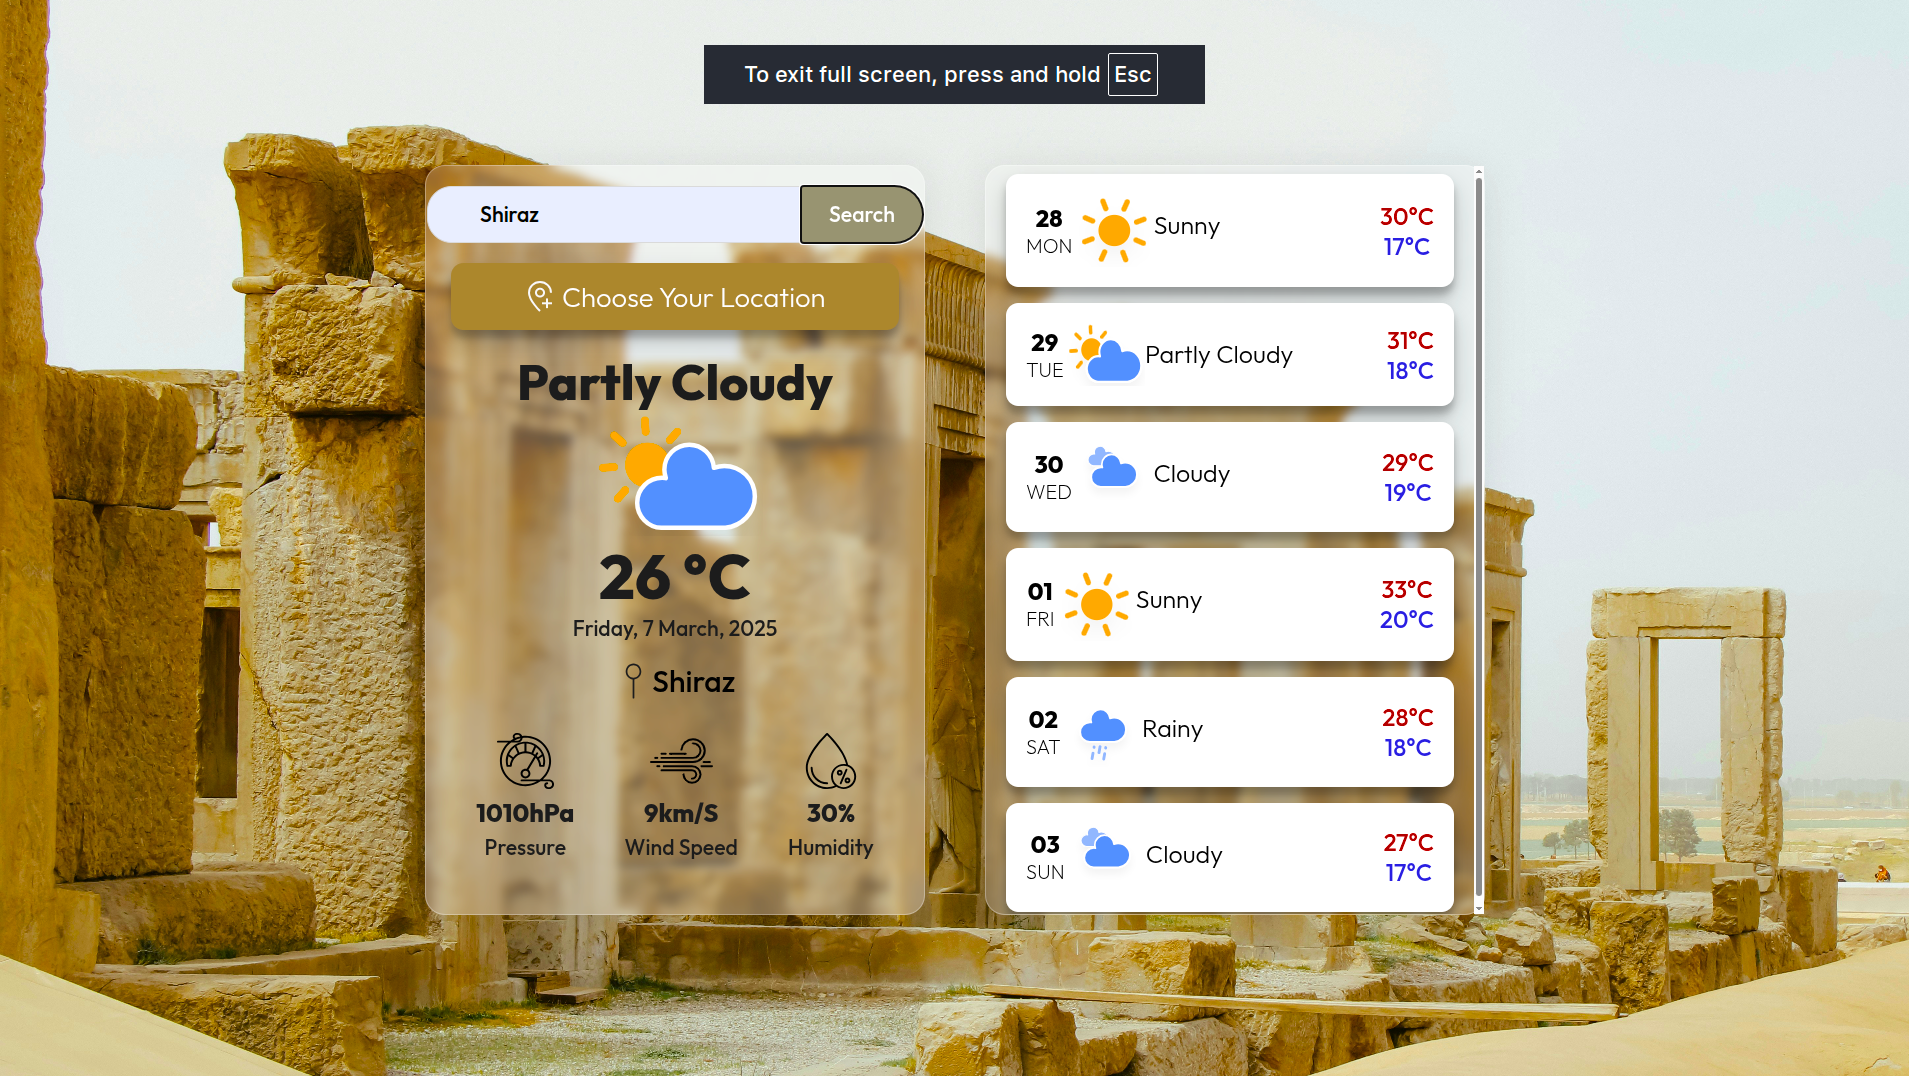 To exit full screen, press and hold Esc
Shiraz
Search
Choose Your Location
Partly Cloudy
26 °C
Friday, 7 March, 2025
Shiraz
1010hPa
Pressure
9km/S
Wind Speed
%
30%
Humidity
28
MON
Sunny
30°C
17°C
29
TUE
Partly Cloudy
31°C
18°C
30
WED
Cloudy
29°C
19°C
01
FRI
Sunny
33°C
20°C
02
SAT
Rainy
28°C
18°C
03
SUN
Cloudy
27°C
17°C